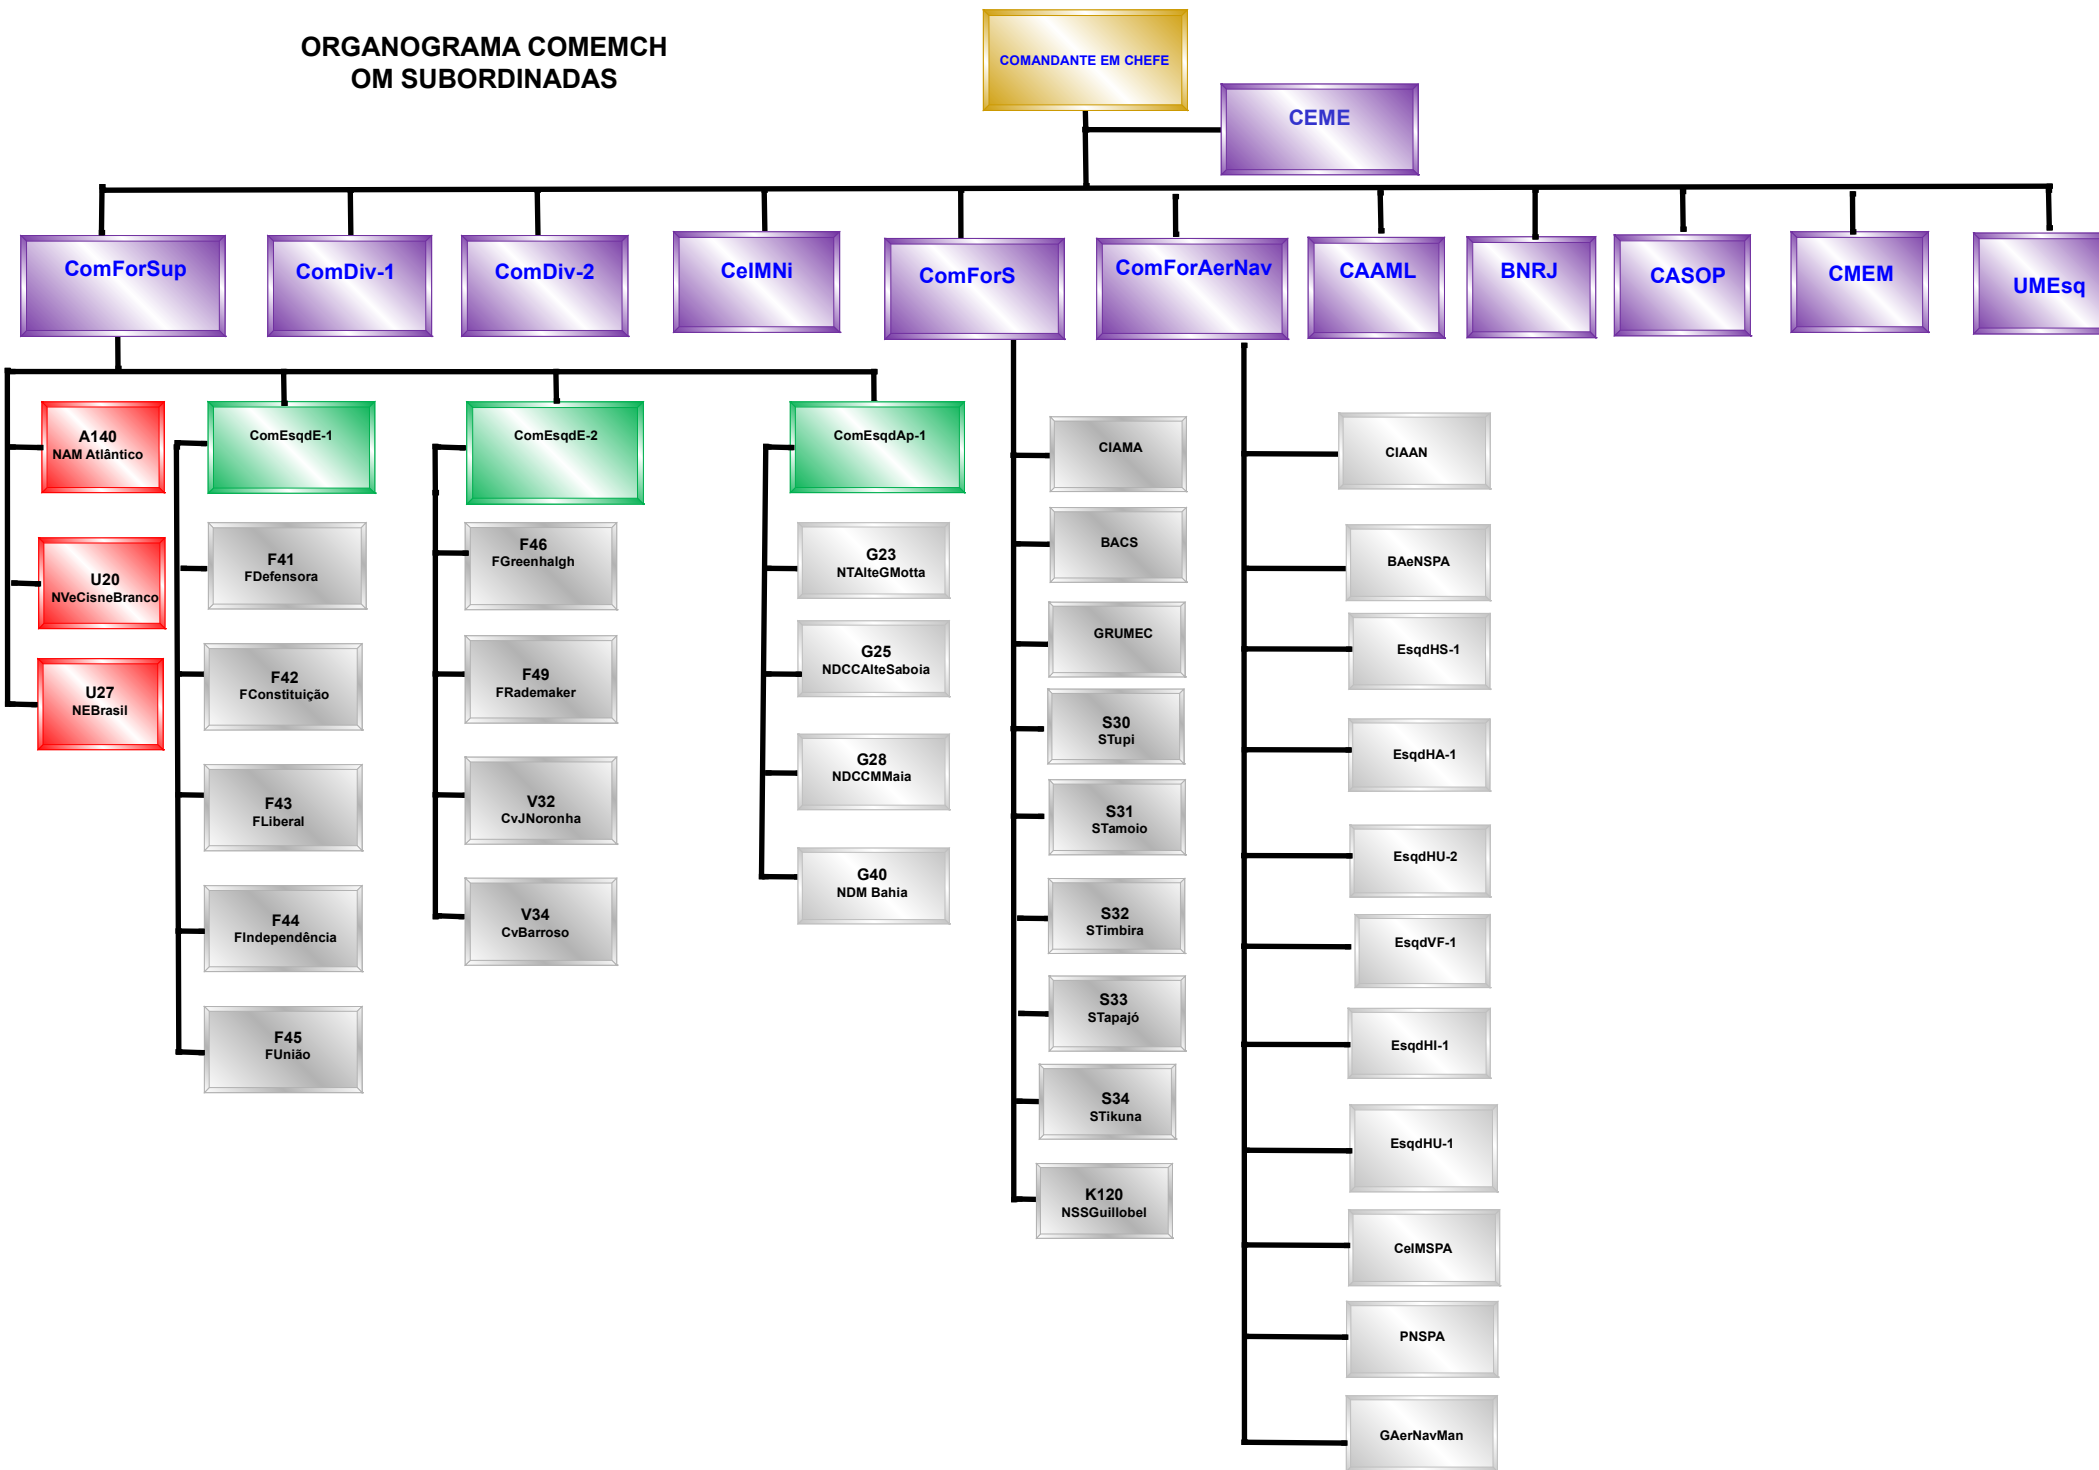 ORGANOGRAMA COMEMCH
OM SUBORDINADAS
COMANDANTE EM CHEFE
CEME
ComForSup
ComDiv-1
ComDiv-2
CeIMNi
ComForS
ComForAerNav
CAAML
BNRJ
CASOP
CMEM
UMEsq
A140
NAM Atlântico
U20
NVeCisneBranco
U27
NEBrasil
ComEsqdE-1
F41
FDefensora
F42
FConstituição
F43
FLiberal
F44
FIndependência
F45
FUnião
ComEsqdE-2
F46
FGreenhalgh
F49
FRademaker
V32
CvJNoronha
V34
CvBarroso
ComEsqdAp-1
G23
NTAlteGMotta
G25
NDCCAlteSaboia
G28
NDCCMMaia
G40
NDM Bahia
CIAMA
BACS
GRUMEC
S30
STupi
S31
STamoio
S32
STimbira
S33
STapajó
S34
STikuna
K120
NSSGuillobel
CIAAN
BAeNSPA
EsqdHS-1
EsqdHA-1
EsqdHU-2
EsqdVF-1
EsqdHI-1
EsqdHU-1
CeIMSPA
PNSPA
GAerNavMan